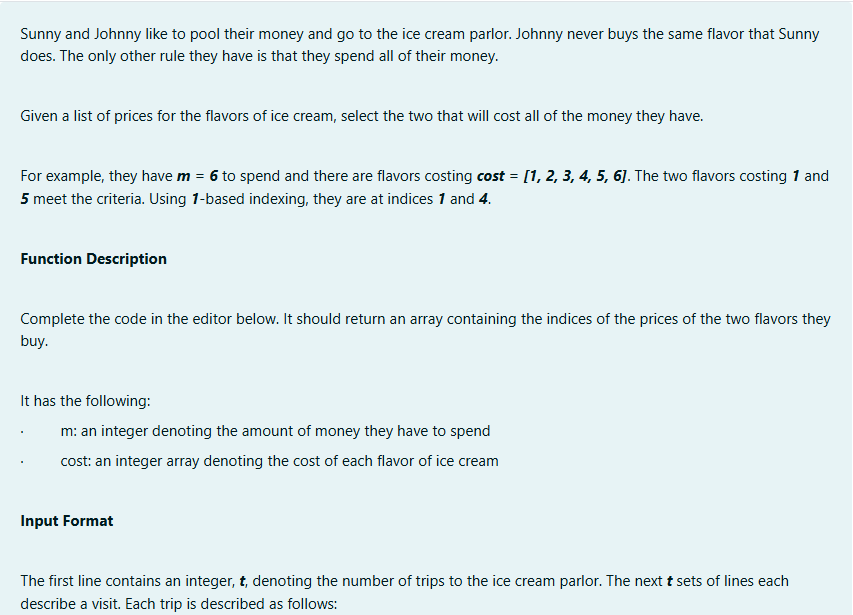 Sunny and Johnny like to pool their money and go to the ice cream parlor. Johnny never buys the same flavor that Sunny
does. The only other rule they have is that they spend all of their money.
Given a list of prices for the flavors of ice cream, select the two that will cost all of the money they have.
For example, they have m = 6 to spend and there are flavors costing cost = [1, 2, 3, 4, 5, 6]. The two flavors costing 1 and
5 meet the criteria. Using 1-based indexing, they are at indices 1 and 4.
Function Description
Complete the code in the editor below. It should return an array containing the indices of the prices of the two flavors they
buy.
It has the following:
· m: an integer denoting the amount of money they have to spend
· cost: an integer array denoting the cost of each flavor of ice cream
Input Format
The first line contains an integer, t, denoting the number of trips to the ice cream parlor. The next t sets of lines each
describe a visit. Each trip is described as follows: